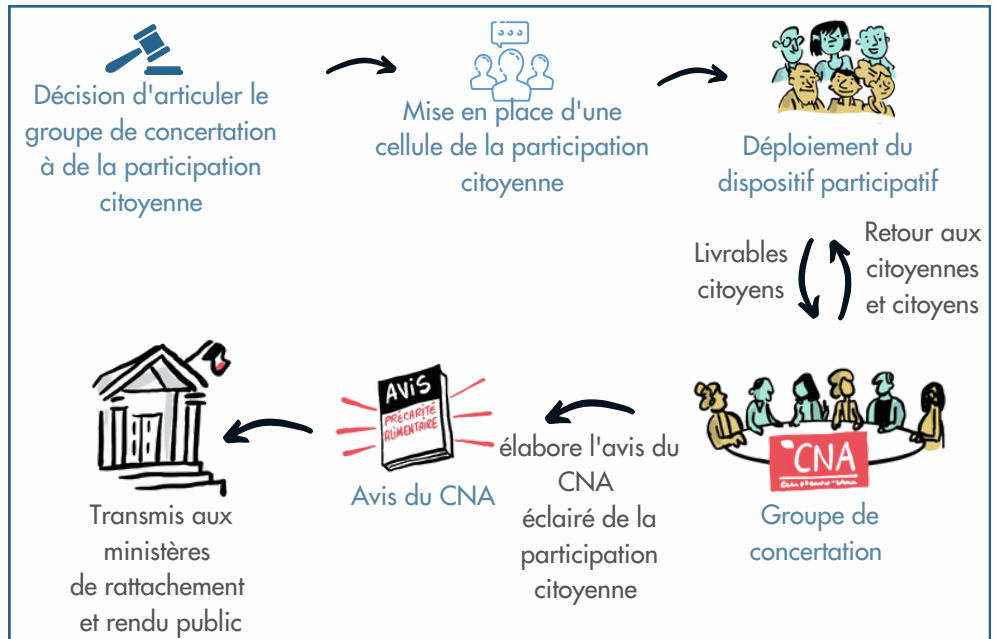 Décision d'articuler le
groupe de concertation
à de la participation
citoyenne
Mise en place d'une
cellule de la participation
citoyenne
Déploiement du
dispositif participatif
Livrables
citoyens
Retour aux
citoyennes
et citoyens
CNA
Groupe de
concertation
élabore l'avis du
CNA
éclairé de la
participation
citoyenne
AVIS
PRÉCARITÉ
ALIMENTAIRE
Avis du CNA
Transmis aux
ministères
de rattachement
et rendu public